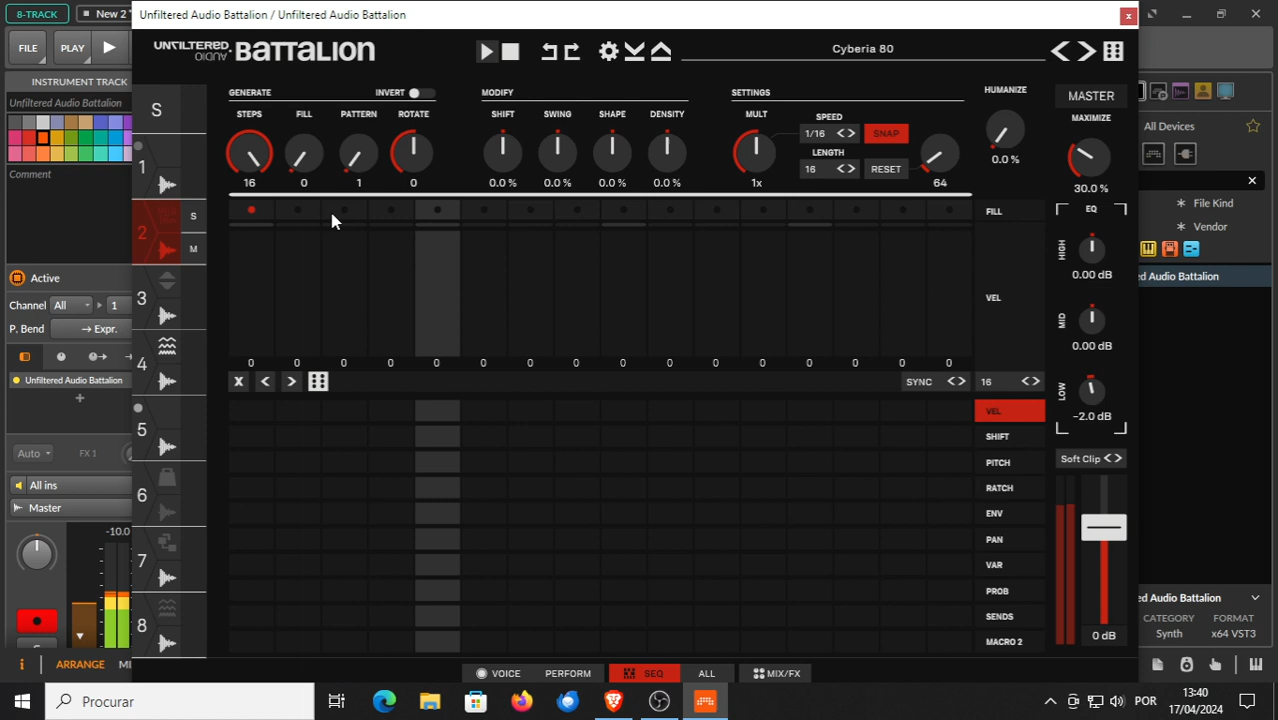 8-TRACK New 2
Unfiltered Audio Battalion / Unfiltered Audio Battalion x
FILE PLAY
UNFILTERED AUDIO BATTALION
Cyberia 80
INSTRUMENT TRACK
Unfiltered Audio Battalion
Comment
Active
Channel All 1
P. Bend → Expr.
Unfiltered Audio Battalion
+
Auto FX 1
All ins
Master
-10.0
S
1
2 S M
3
4
5
6
7
8
GENERATE INVERT MODIFY SETTINGS HUMANIZE
STEPS FILL PATTERN ROTATE SHIFT SWING SHAPE DENSITY MULT SPEED
1/16 SNAP
LENGTH
16 RESET
16 0 1 0 0.0 % 0.0 % 0.0 % 0.0 % 1x 64
0.0 %
FILL
VEL
0 0 0 0 0 0 0 0 0 0 0 0 0 0 0 0
X < > SYNC <> 16 <>
VEL
SHIFT
PITCH
RATCH
ENV
PAN
VAR
PROB
SENDS
MACRO 2
MASTER
MAXIMIZE
30.0 %
EQ
HIGH
0.00 dB
MID
0.00 dB
LOW
-2.0 dB
Soft Clip <>
0 dB
VOICE PERFORM SEQ ALL MIX/FX
All Devices
File Kind
Vendor
ed Audio Battalion
ed Audio Battalion
CATEGORY FORMAT
Synth x64 VST3
i ARRANGE MI
Procurar
POR
13:40
17/04/2024